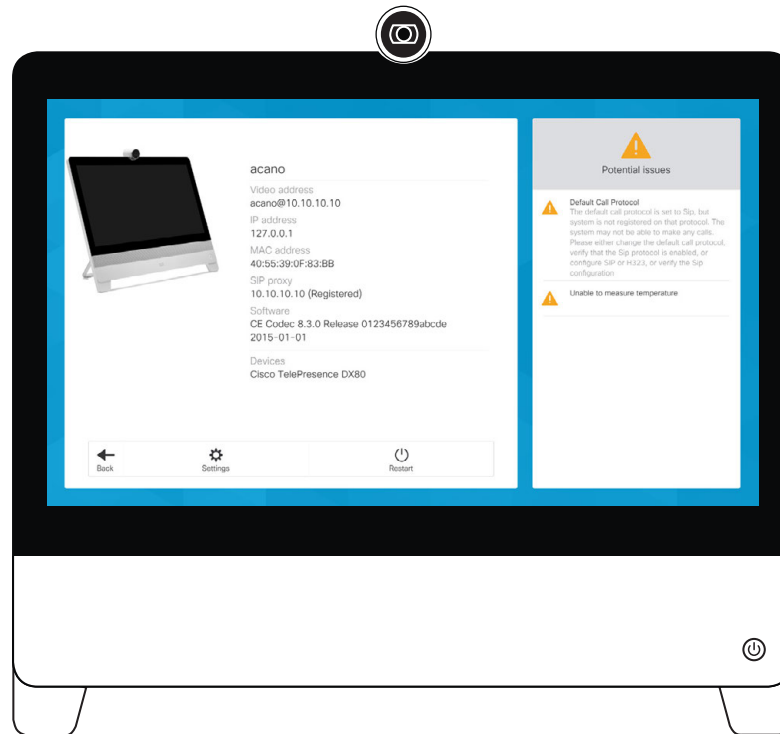 acano
Video address
acano@10.10.10.10
IP address
127.0.0.1
MAC address
40:55:39:0F:83:BB
SIP proxy
10.10.10.10 (Registered)
Software
CE Codec 8.3.0 Release 0123456789abcde
2015-01-01
Devices
Cisco TelePresence DX80
Back
Settings
Restart
Potential issues
Default Call Protocol
The default call protocol is set to Sip, but
system is not registered on that protocol. The
system may not be able to make any calls.
Please either change the default call protocol,
verify that the Sip protocol is enabled, or
configure SIP or H323, or verify the Sip
configuration
Unable to measure temperature